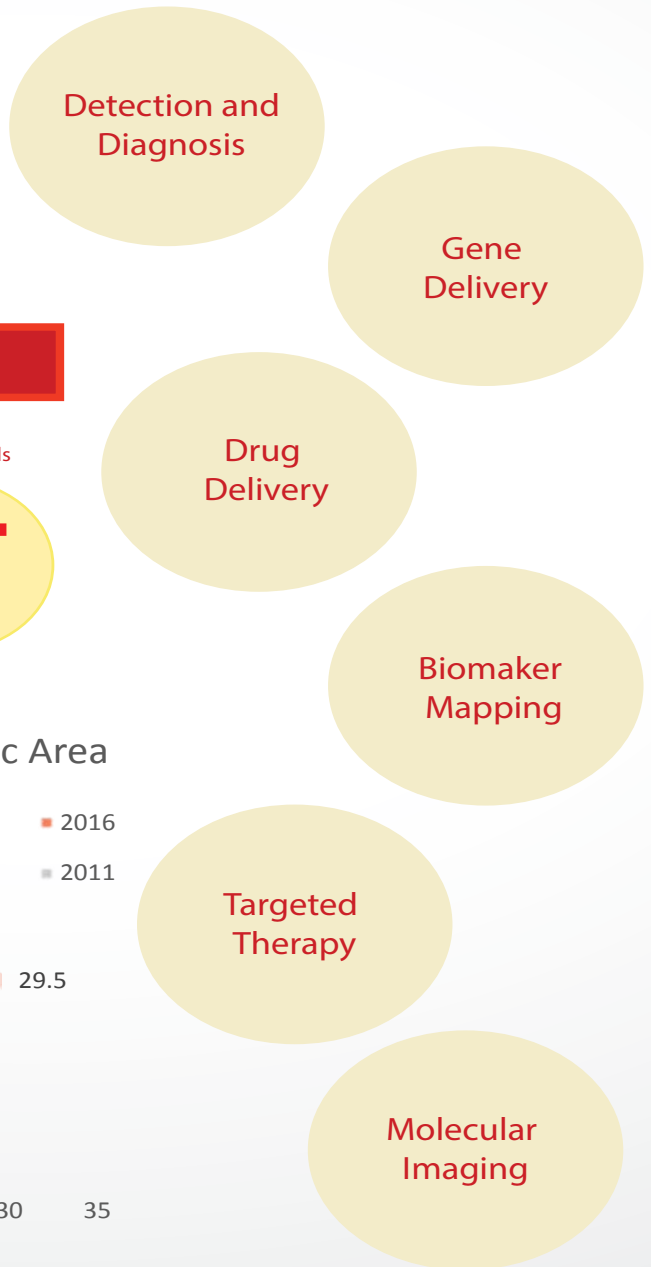 Detection and
Diagnosis
Gene
Delivery
Drug
Delivery
Biomaker
Mapping
c Area
2016
2011
29.5
Targeted
Therapy
Molecular
Imaging
30
35